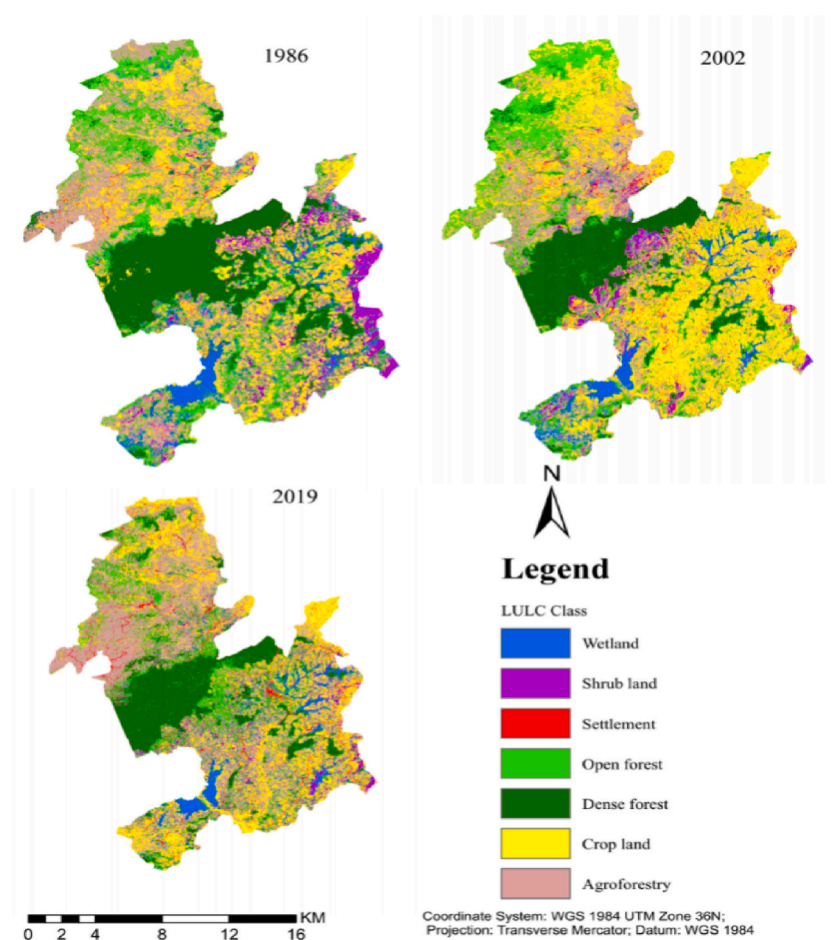 1986
2002
2019
N
Legend
LULC Class
Wetland
Shrub land
Settlement
Open forest
Dense forest
Crop land
Agroforestry
KM
0 2 4 8 12 16
Coordinate System: WGS 1984 UTM Zone 36N;
Projection: Transverse Mercator; Datum: WGS 1984